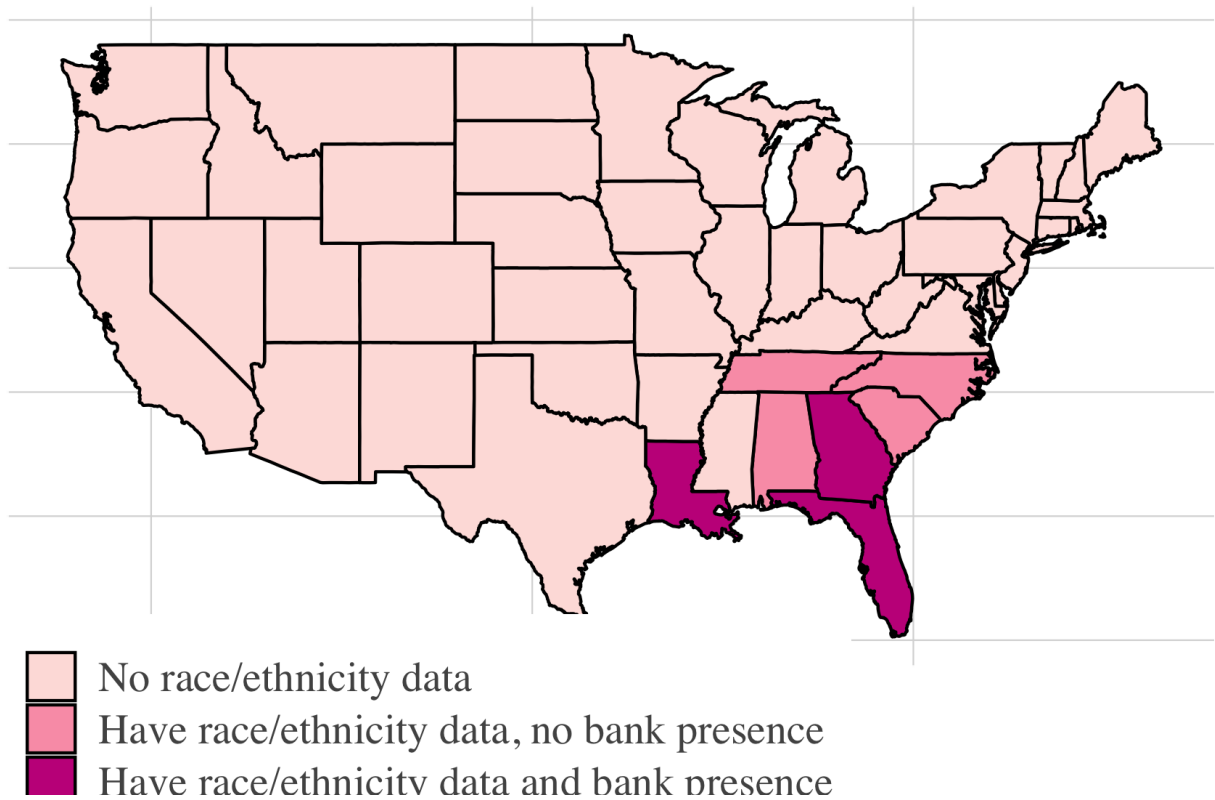 No race/ethnicity data
Have race/ethnicity data, no bank presence
Have race/ethnicity data and bank presence